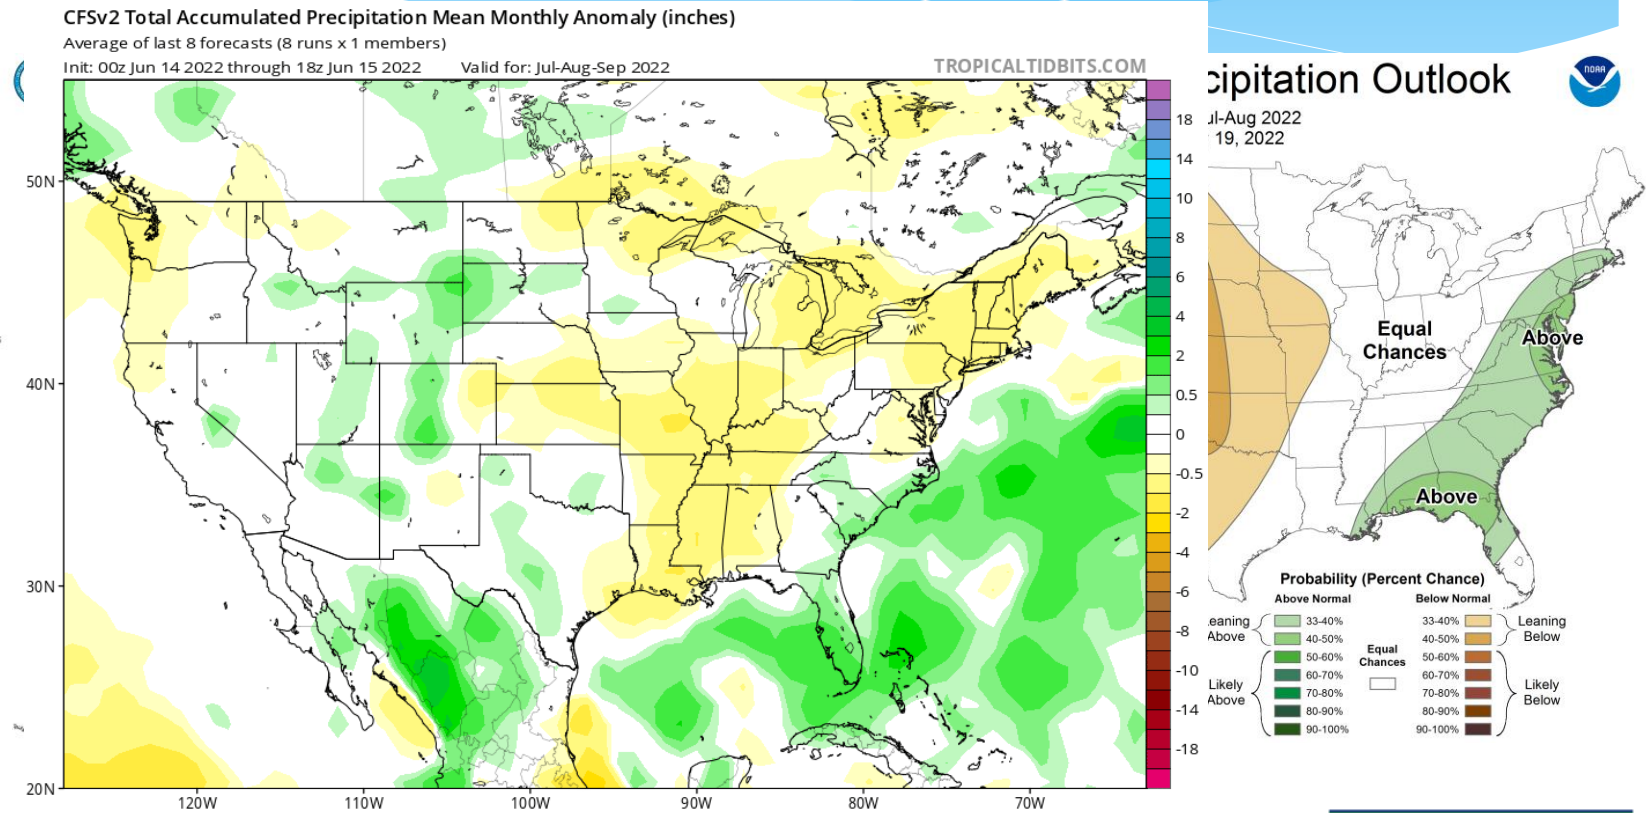 CFSv2 Total Accumulated Precipitation Mean Monthly Anomaly (inches)
Average of last 8 forecasts (8 runs x 1 members)
Init: 00z Jun 14 2022 through 18z Jun 15 2022 Valid for: Jul-Aug-Sep 2022
TROPICALTIDBITS.COM
50N
40N
30N
20N
120W 110W 100W 90W 80W 70W
18
14
10
8
6
4
2
0.5
0
-0.5
-2
-4
-6
-8
-10
-14
-18
cipitation Outlook
NOAA
ul-Aug 2022
19, 2022
Equal
Chances
Above
Above
Probability (Percent Chance)
Above Normal Below Normal
eaning
Above
33-40%
40-50%
50-60%
60-70%
70-80%
80-90%
90-100%
Likely
Above
Equal
Chances
33-40%
40-50%
50-60%
60-70%
70-80%
80-90%
90-100%
Leaning
Below
Likely
Below